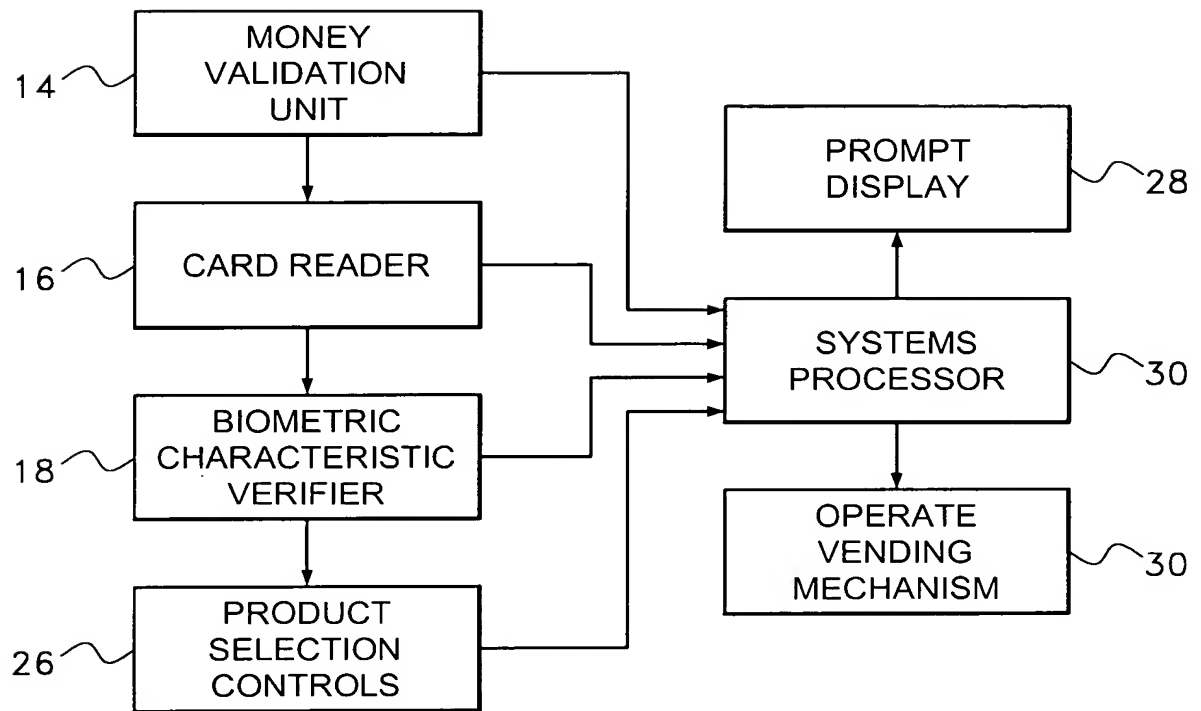 MONEY
VALIDATION
UNIT
14
CARD READER
16
BIOMETRIC
CHARACTERISTIC
VERIFIER
18
PRODUCT
SELECTION
CONTROLS
26
PROMPT
DISPLAY
28
SYSTEMS
PROCESSOR
30
OPERATE
VENDING
MECHANISM
30